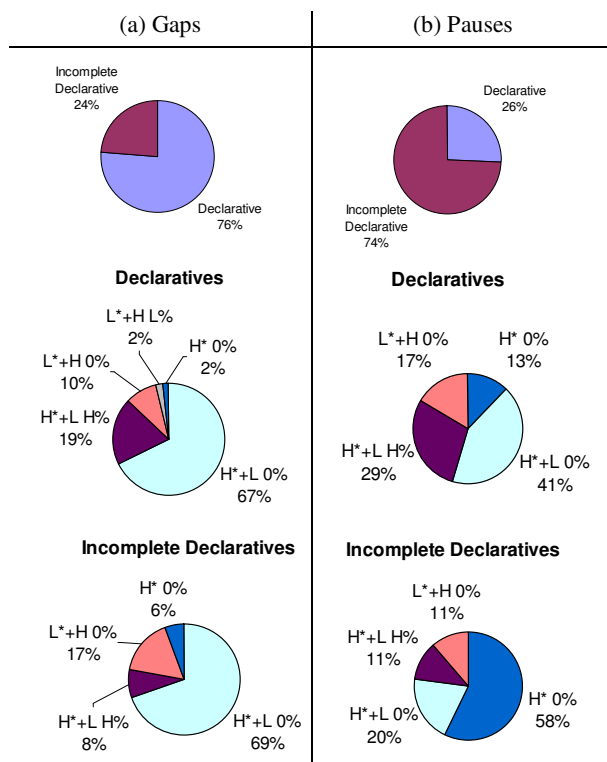 (a) Gaps
(b) Pauses
Incomplete
Declarative
24%
Declarative
76%
Declarative
26%
Incomplete
Declarative
74%
Declaratives
L*+H L%
2%
H* 0%
2%
L*+H 0%
10%
H*+L H%
19%
H*+L 0%
67%
Declaratives
L*+H 0%
17%
H* 0%
13%
H*+L H%
29%
H*+L 0%
41%
Incomplete Declaratives
H* 0%
6%
L*+H 0%
17%
H*+L H%
8%
H*+L 0%
69%
Incomplete Declaratives
L*+H 0%
11%
H*+L H%
11%
H*+L 0%
20%
H* 0%
58%